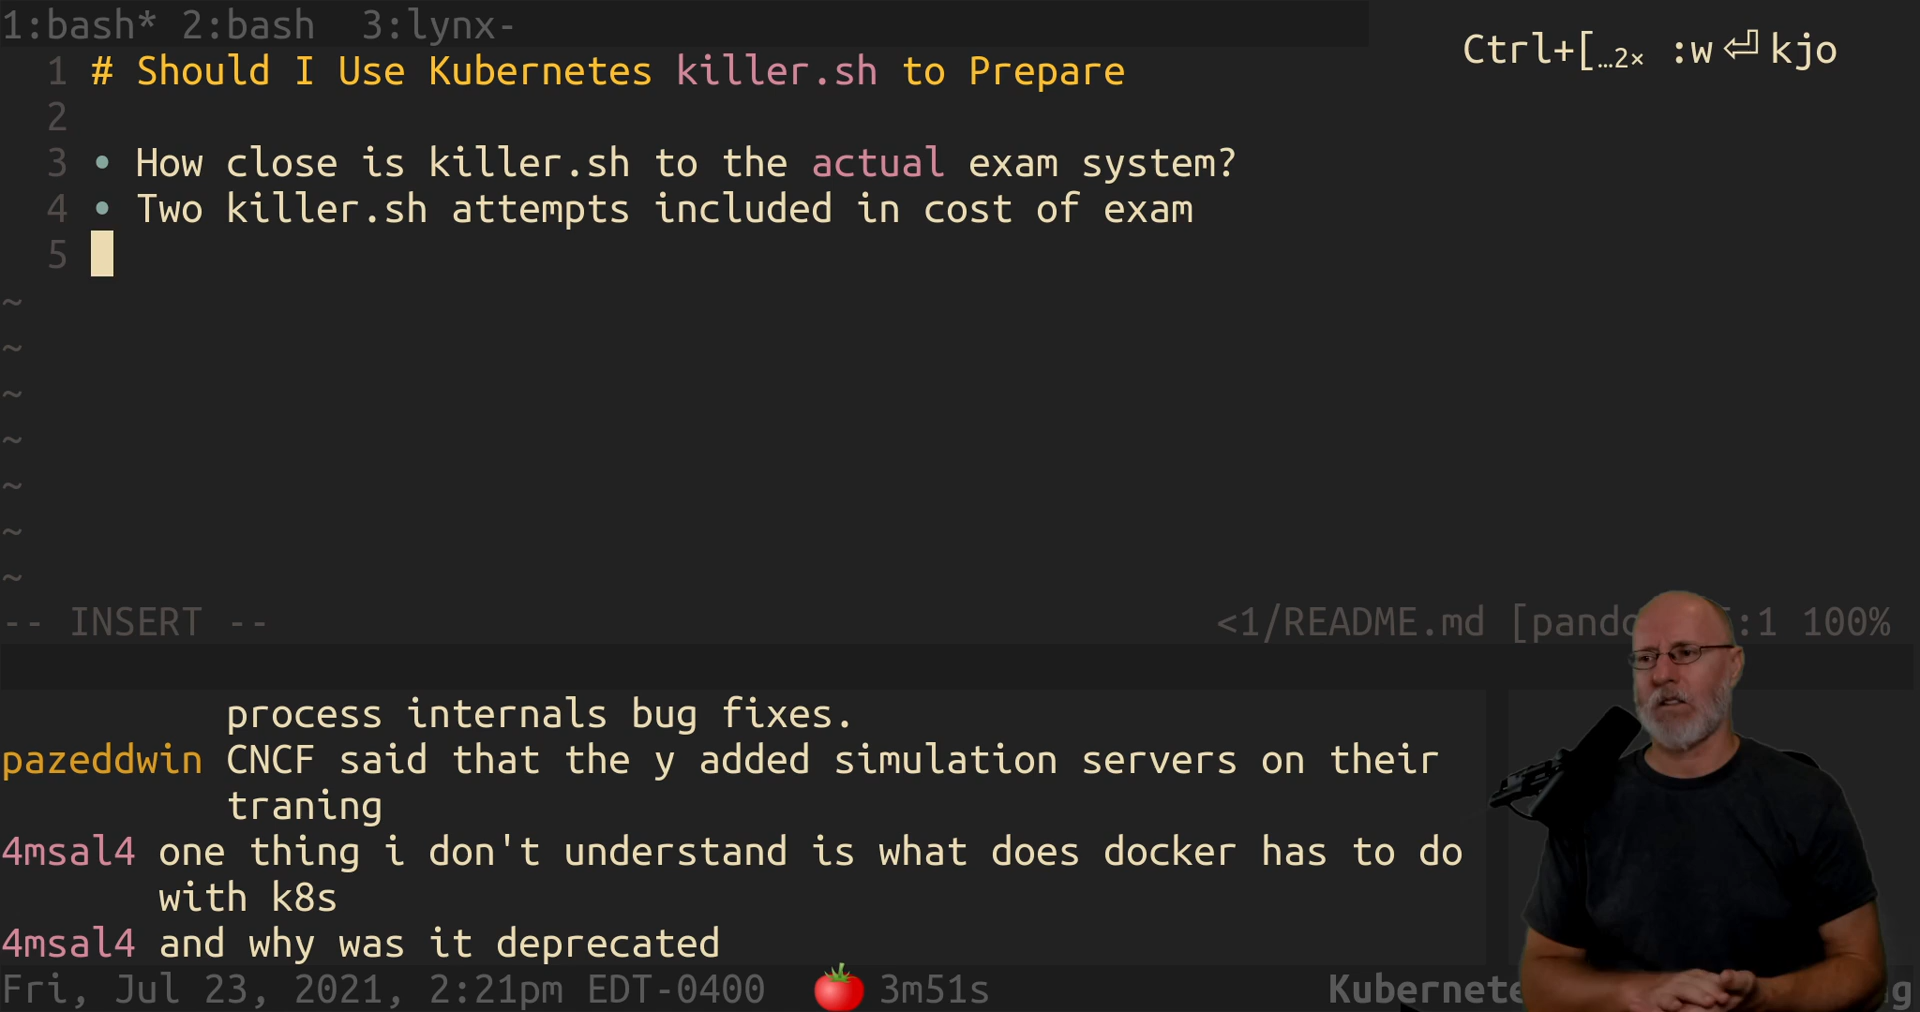 1:bash* 2:bash  3:lynx-
Ctrl+[…2× :w⏎kjo
1 # Should I Use Kubernetes killer.sh to Prepare
2
3 • How close is killer.sh to the actual exam system?
4 • Two killer.sh attempts included in cost of exam
5
~
~
~
~
~
~
~
-- INSERT -- <1/README.md [pando :1 100%
process internals bug fixes.
pazeddwin CNCF said that the y added simulation servers on their
traning
4msal4 one thing i don't understand is what does docker has to do
with k8s
4msal4 and why was it deprecated
Fri, Jul 23, 2021, 2:21pm EDT-0400 🍅 3m51s Kubernete g